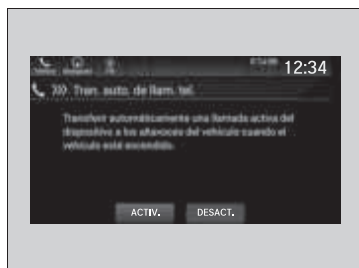 12:34
Tran. auto. de llam. tel.
Transferir automáticamente una llamada activa del
dispositivo a los altavoces del vehículo cuando el
vehículo esté encendido.
ACTIV. DESACT.